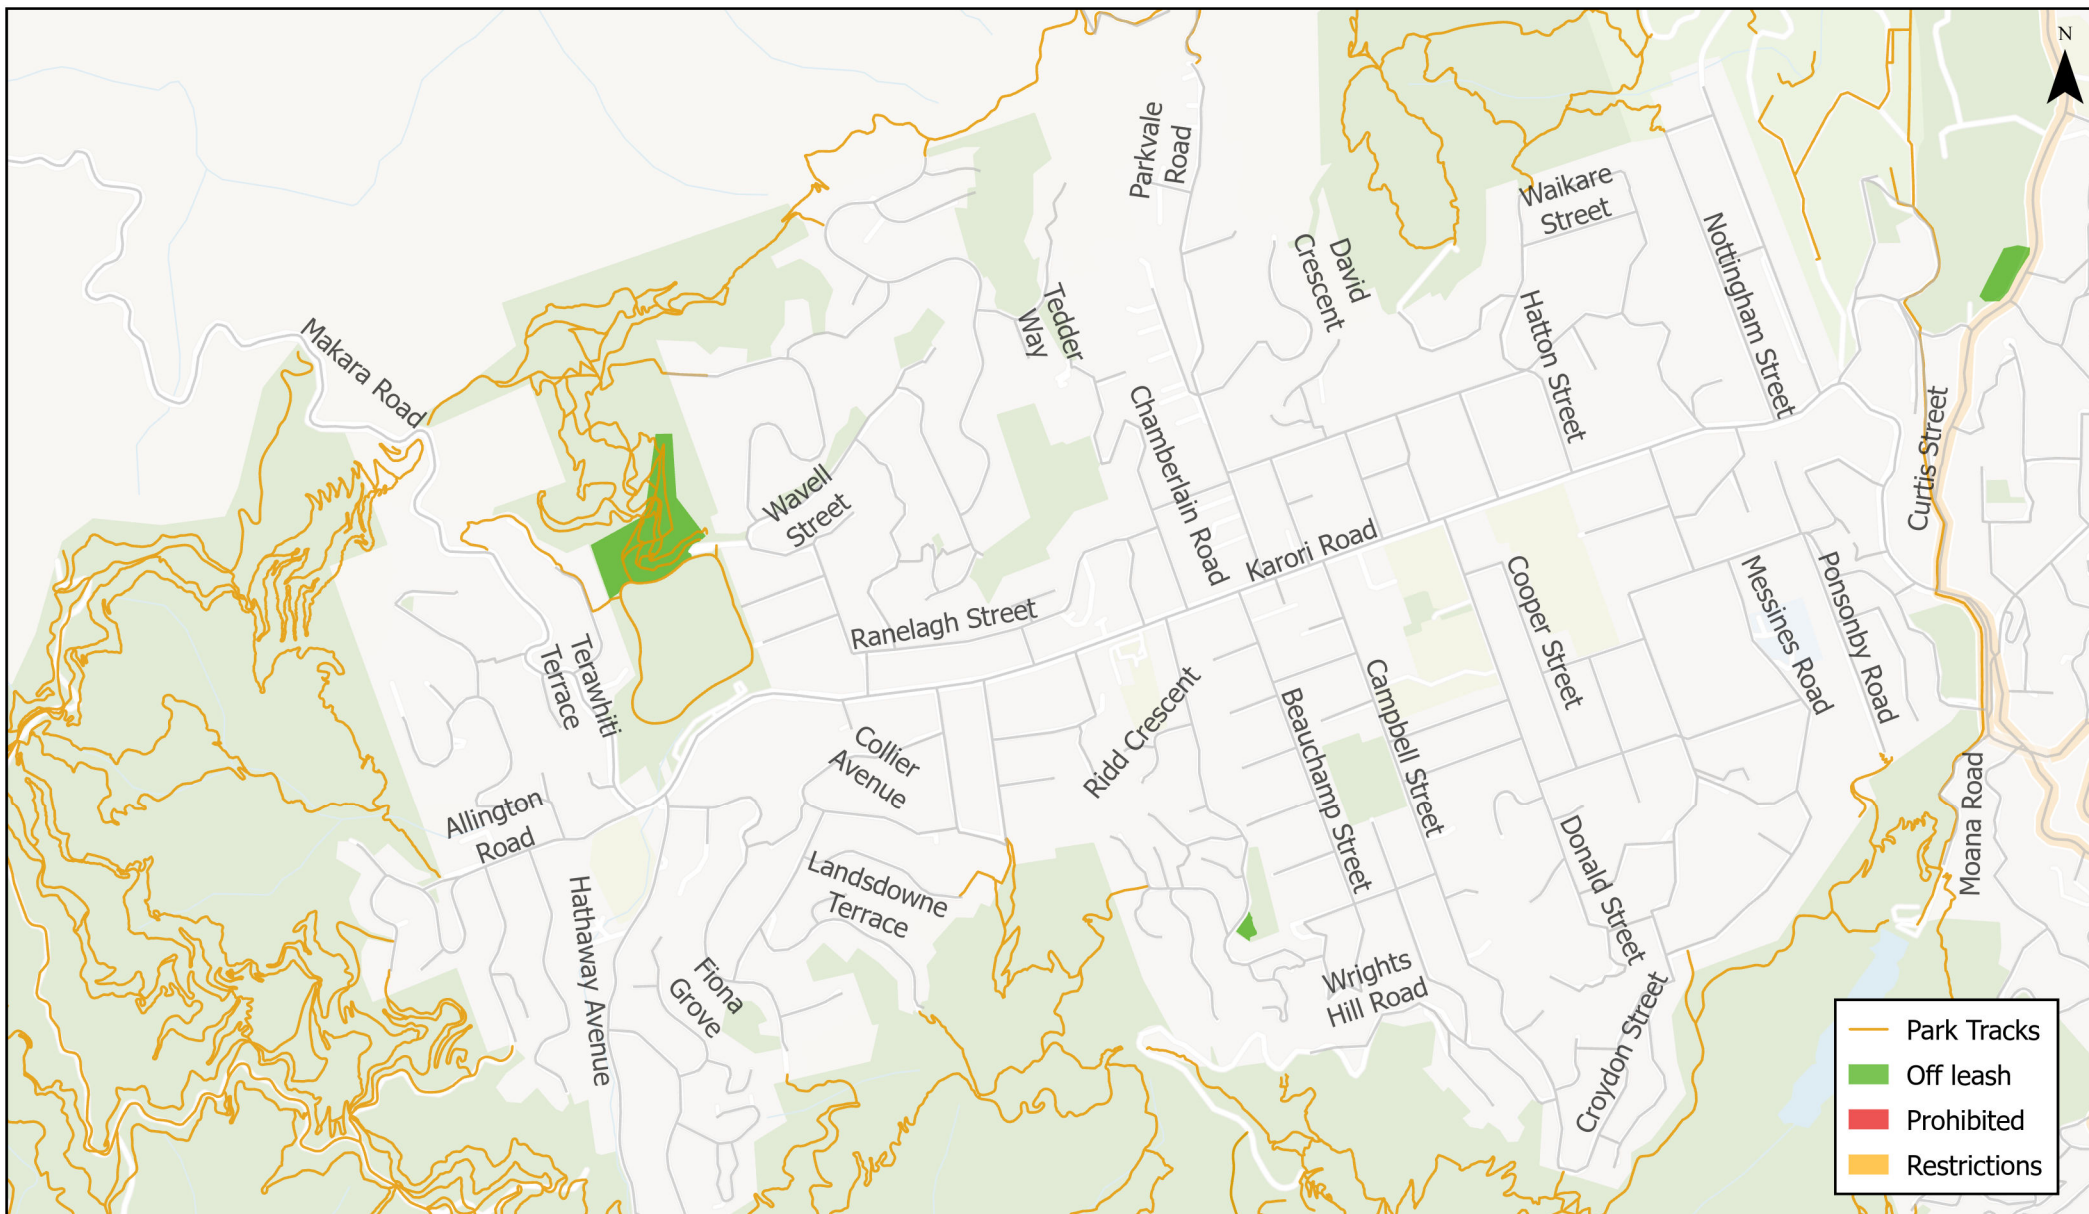 N
Parkvale
Road
Waikare
Street
David
Crescent
Nottingham Street
Tedder
Way
Hatton Street
Makara Road
Chamberlain Road
Curtis Street
Wavell
Street
Karori Road
Cooper Street
Messines Road
Ponsonby Road
Ranelagh Street
Terawhiti
Terrace
Ridd Crescent
Beauchamp Street
Campbell Street
Collier
Avenue
Moana Road
Allington
Road
Donald Street
Landsdowne
Terrace
Hathaway Avenue
Fiona
Grove
Wrights
Hill Road
Croydon Street
Park Tracks
Off leash
Prohibited
Restrictions